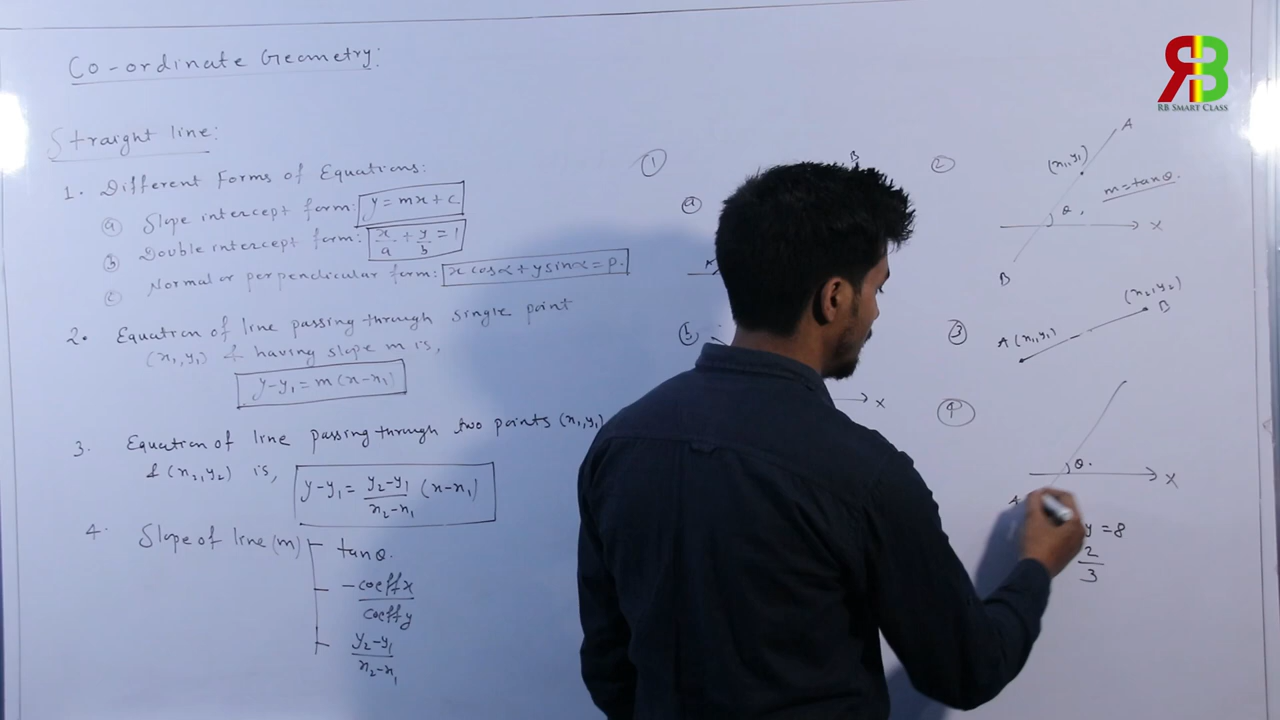 Co-ordinate Geometry:
Straight line:
1. Different Forms of Equations:
(a) Slope intercept form: y = mx + c
(b) Double intercept form: x/a + y/b = 1
(c) Normal or perpendicular form: x cosα + y sinα = p.
2. Equation of line passing through single point
(x₁, y₁) & having slope m is,
y - y₁ = m (x - x₁)
3. Equation of line passing through two points (x₁, y₁)
& (x₂, y₂) is, y - y₁ = (y₂ - y₁)/(x₂ - x₁) (x - x₁)
4. Slope of line (m)
tanθ.
-coeff x / coeff y
(y₂ - y₁)/(x₂ - x₁)
(1)
B
(a)
(b)
X
(2)
A
(x₁, y₁)
m = tanθ.
θ,
X
B
(3)
(x₂, y₂)
B
A (x₁, y₁)
(4)
θ.
X
A
y = 8
2/3
RB
RB SMART CLASS